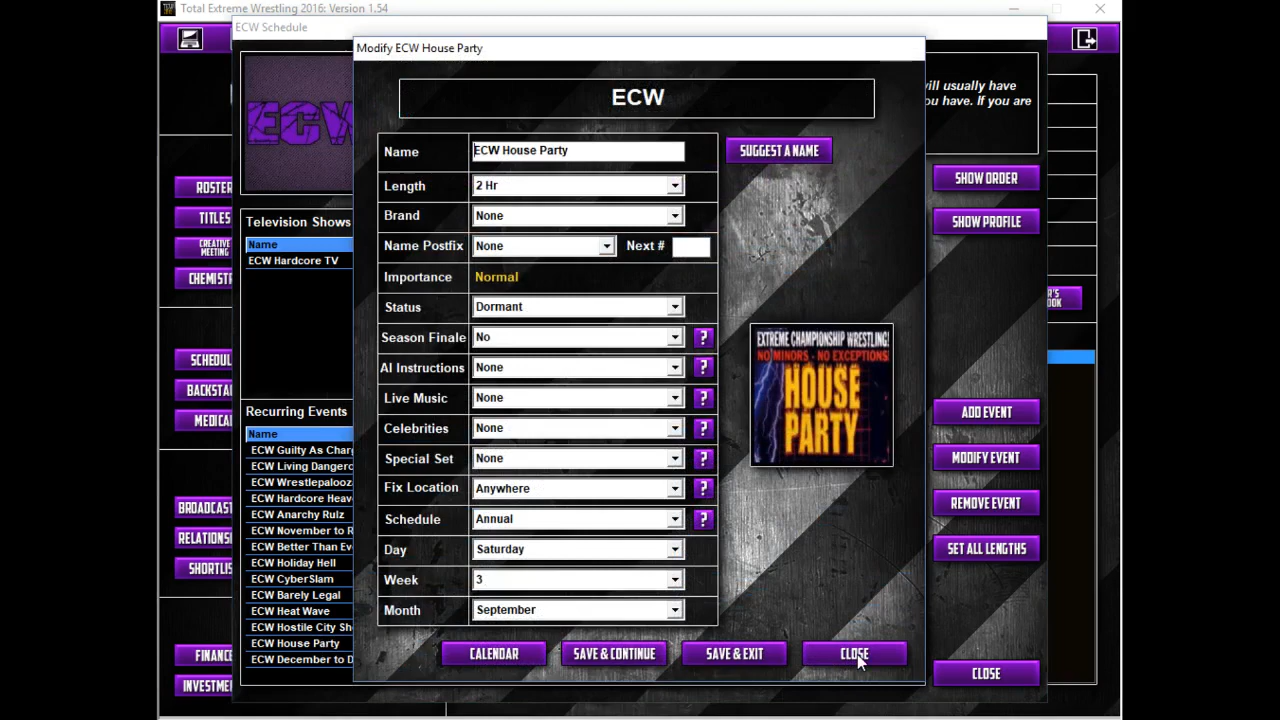 Total Extreme Wrestling 2016: Version 1.54
ECW Schedule
Modify ECW House Party
ECW
ECW
ill usually have
ou have. If you are
Name
ECW House Party
SUGGEST A NAME
Length
2 Hr
Brand
None
Name Postfix
None
Next #
Importance
Normal
Status
Dormant
Season Finale
No
?
AI Instructions
None
?
Live Music
None
?
Celebrities
None
?
Special Set
None
?
Fix Location
Anywhere
?
Schedule
Annual
?
Day
Saturday
Week
3
Month
September
CALENDAR
SAVE & CONTINUE
SAVE & EXIT
CLOSE
EXTREME CHAMPIONSHIP WRESTLING!
NO MINORS - NO EXCEPTIONS!
HOUSE
PARTY
SHOW ORDER
SHOW PROFILE
ADD EVENT
MODIFY EVENT
REMOVE EVENT
SET ALL LENGTHS
CLOSE
R'S
OOK
ROSTER
TITLES
CREATIVE
MEETING
CHEMIST
SCHEDUL
BACKSTA
MEDICA
BROADCAS
RELATIONS
SHORTLIS
FINANC
INVESTME
Television Shows
Name
ECW Hardcore TV
Recurring Events
Name
ECW Guilty As Char
ECW Living Dangero
ECW Wrestlepalooz
ECW Hardcore Heav
ECW Anarchy Rulz
ECW November to R
ECW Better Than Ev
ECW Holiday Hell
ECW CyberSlam
ECW Barely Legal
ECW Heat Wave
ECW Hostile City Sh
ECW House Party
ECW December to D